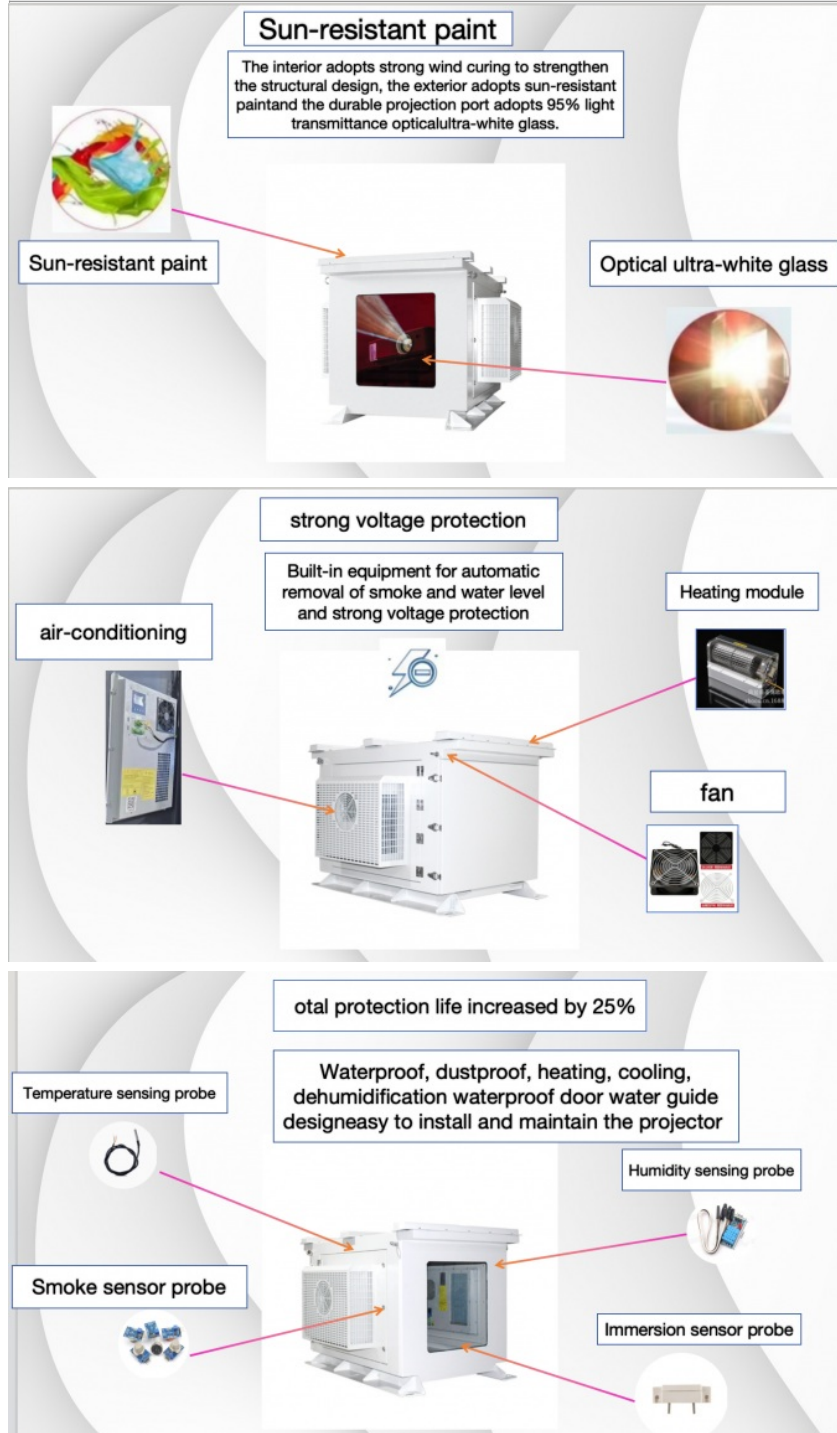 Sun-resistant paint
The interior adopts strong wind curing to strengthen
the structural design, the exterior adopts sun-resistant
paintand the durable projection port adopts 95% light
transmittance opticalultra-white glass.
Sun-resistant paint
Optical ultra-white glass
strong voltage protection
Built-in equipment for automatic
removal of smoke and water level
and strong voltage protection
Heating module
air-conditioning
fan
otal protection life increased by 25%
Waterproof, dustproof, heating, cooling,
dehumidification waterproof door water guide
designeasy to install and maintain the projector
Temperature sensing probe
Humidity sensing probe
Smoke sensor probe
Immersion sensor probe